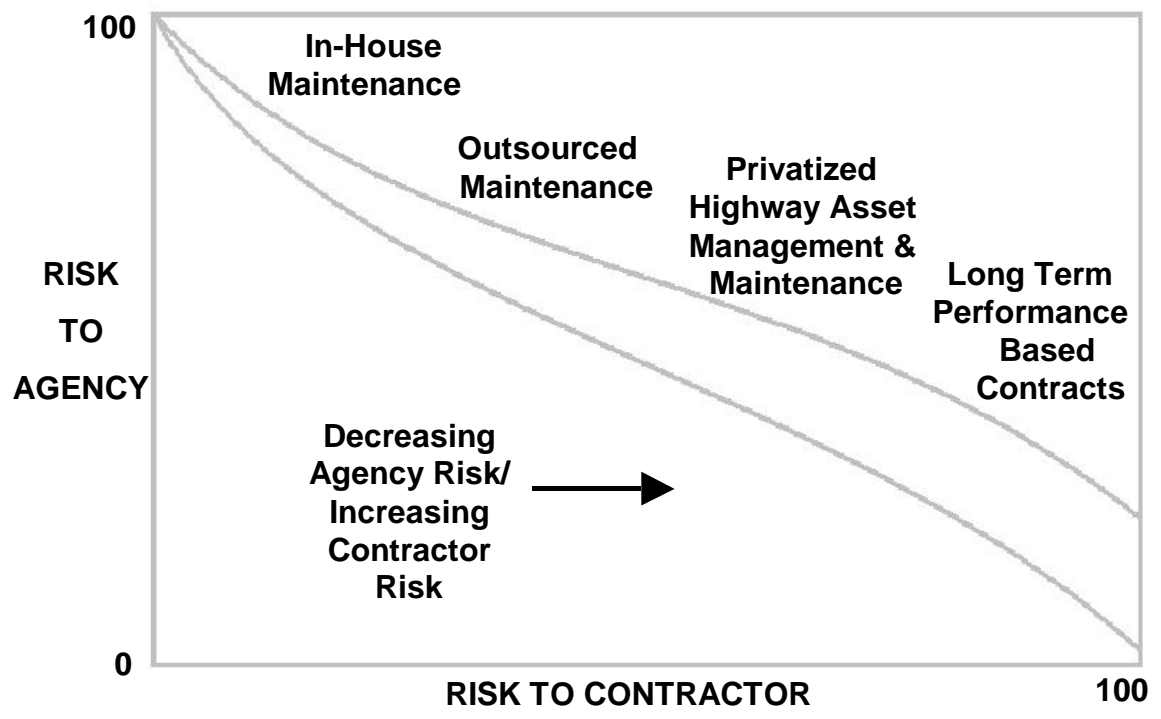 100
In-House
Maintenance
Outsourced
Maintenance
Privatized
Highway Asset
Management &
Maintenance
Long Term
Performance
Based
Contracts
RISK
TO
AGENCY
Decreasing
Agency Risk/
Increasing
Contractor
Risk
0
RISK TO CONTRACTOR
100